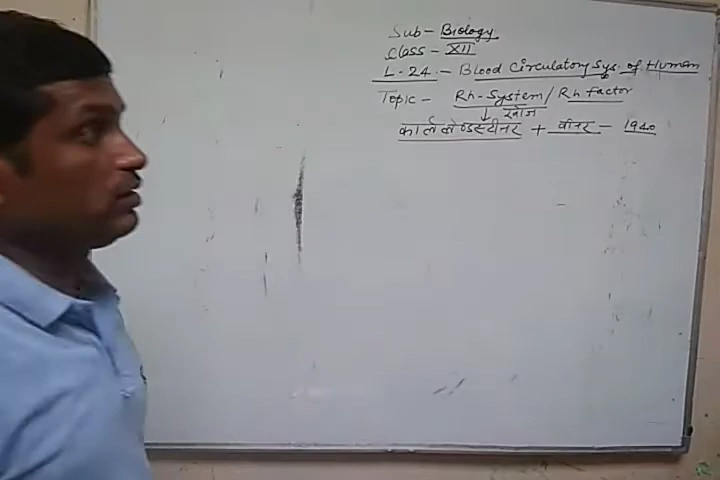 Sub- Biology
Class - XII
L-24.- Blood Circulatory Sys. of Human
Topic - Rh-System/Rh factor
खोज
कार्ल लैण्डस्टीनर + वीनर - 1940